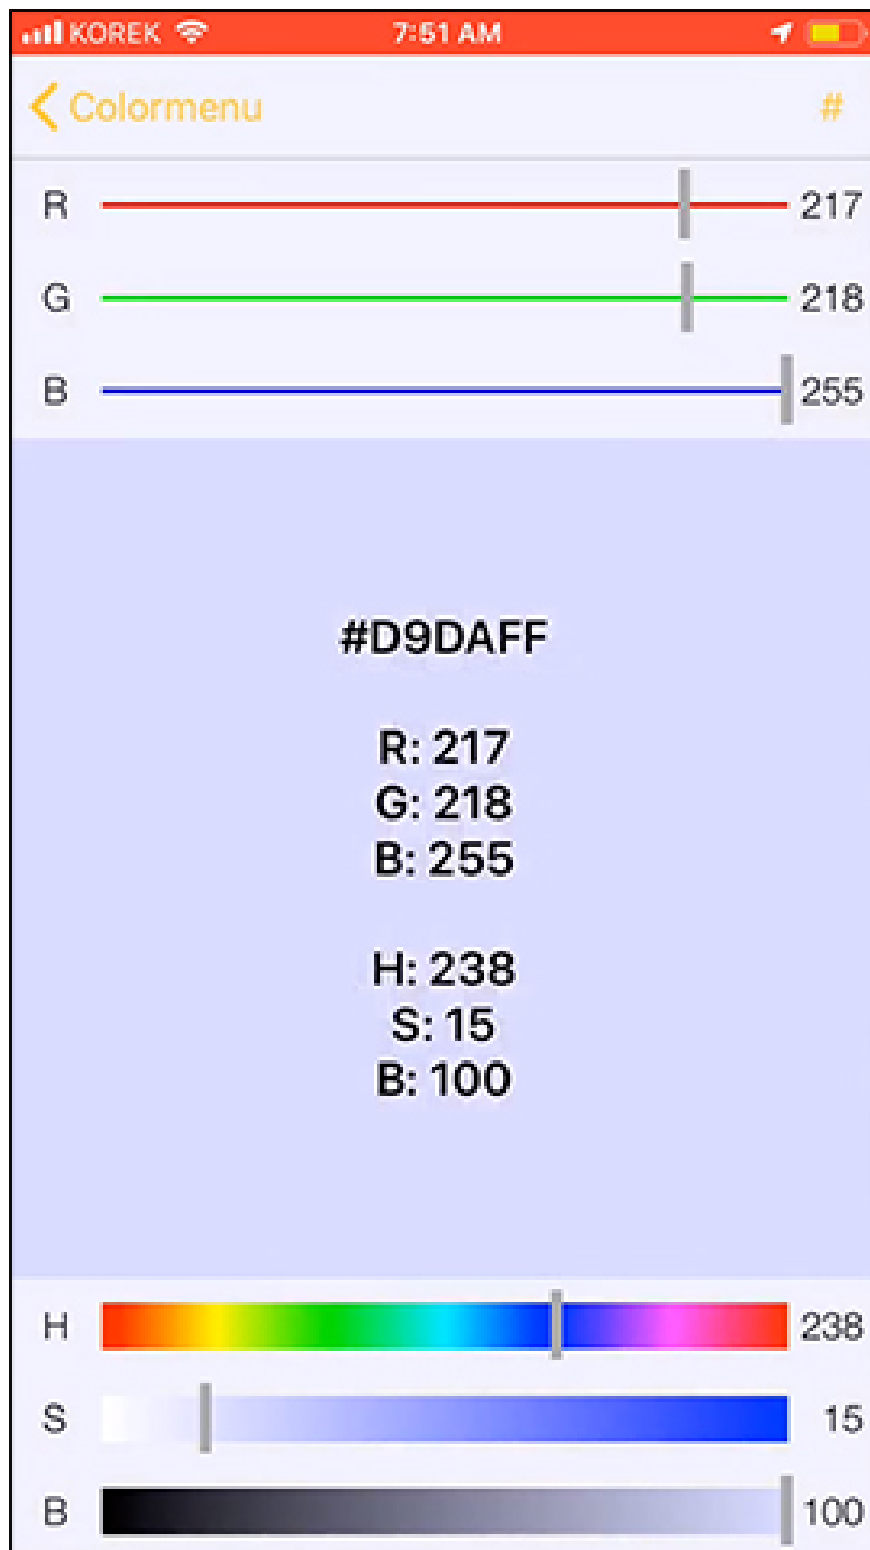 KOREK 7:51 AM
Colormenu #
R 217
G 218
B 255
#D9DAFF
R: 217
G: 218
B: 255
H: 238
S: 15
B: 100
H 238
S 15
B 100